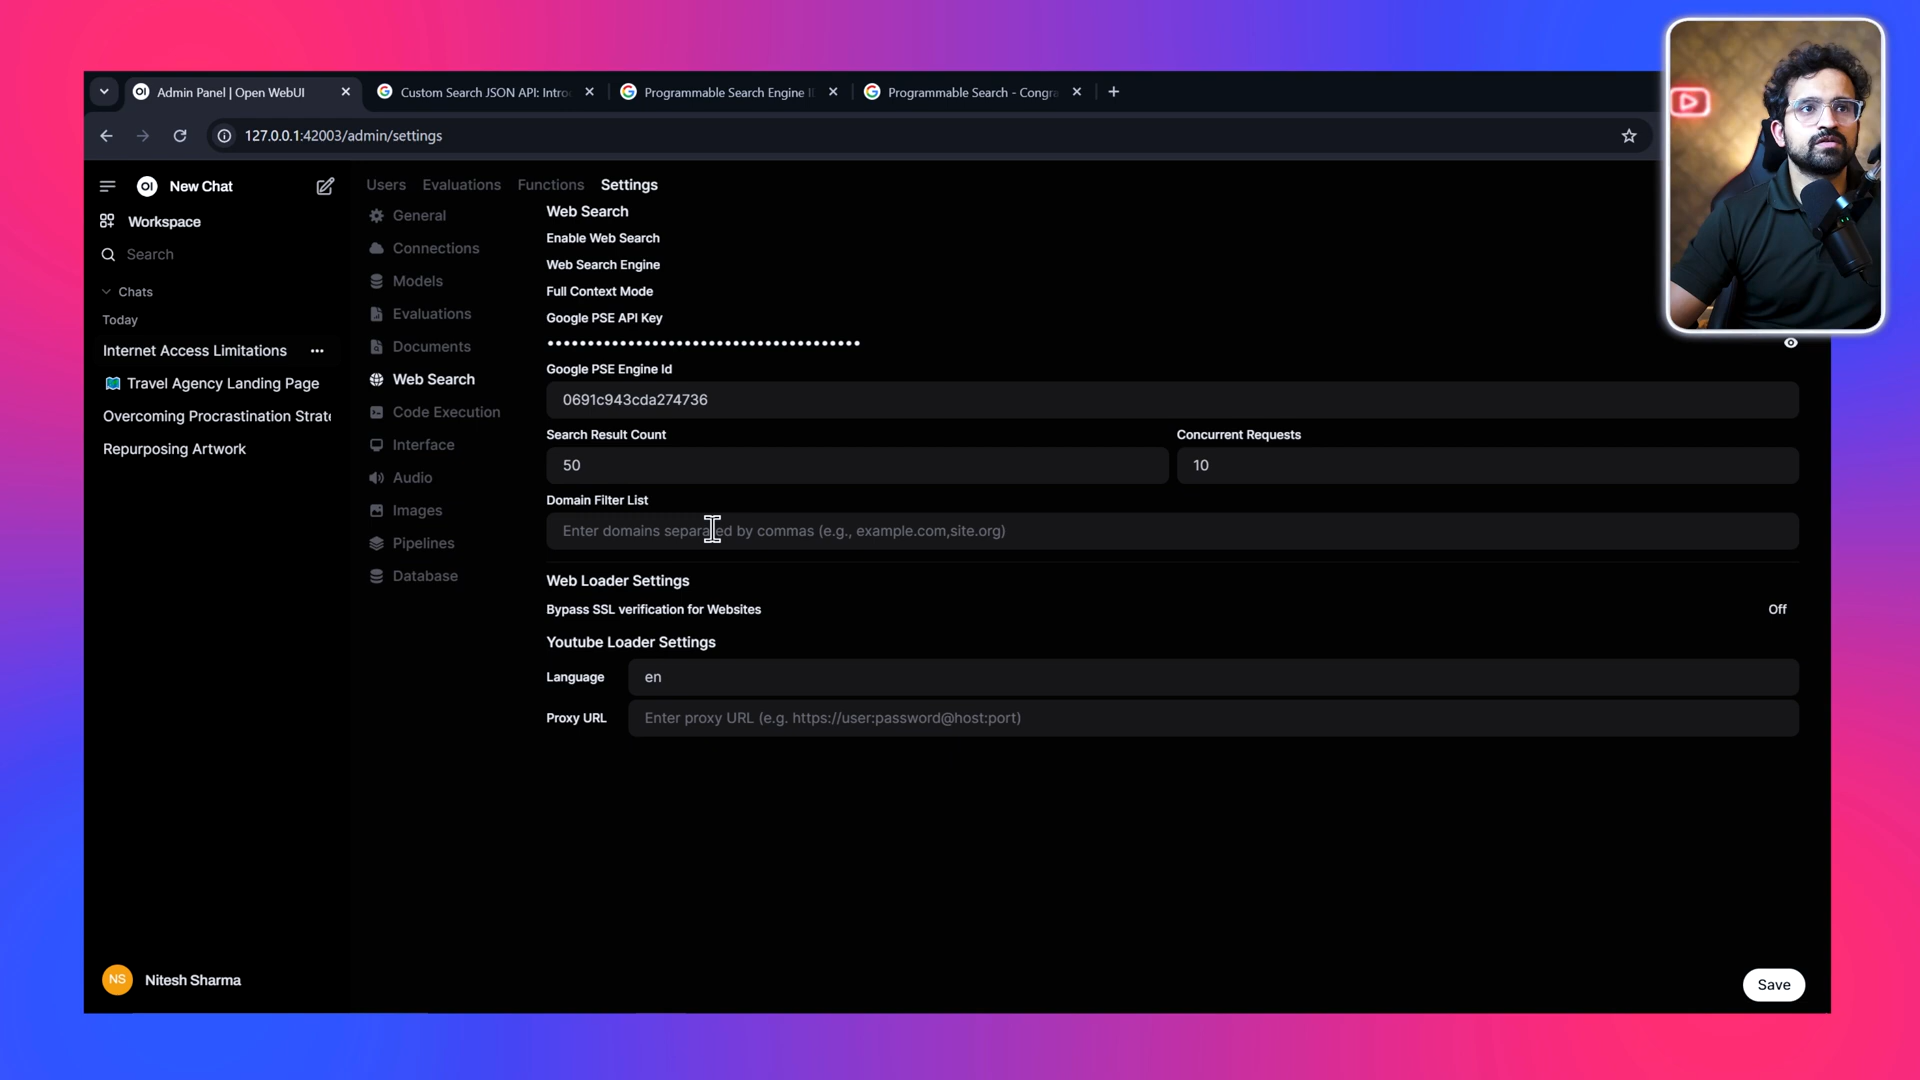 Admin Panel | Open WebUI
Custom Search JSON API: Intro
Programmable Search Engine I
Programmable Search - Congra
127.0.0.1:42003/admin/settings
OI New Chat
Workspace
Search
Chats
Today
Internet Access Limitations
Travel Agency Landing Page
Overcoming Procrastination Strate
Repurposing Artwork
NS Nitesh Sharma
Users Evaluations Functions Settings
General
Connections
Models
Evaluations
Documents
Web Search
Code Execution
Interface
Audio
Images
Pipelines
Database
Web Search
Enable Web Search
Web Search Engine
Full Context Mode
Google PSE API Key
••••••••••••••••••••••••••••••••••••••
Google PSE Engine Id
0691c943cda274736
Search Result Count Concurrent Requests
50 10
Domain Filter List
Enter domains separated by commas (e.g., example.com,site.org)
Web Loader Settings
Bypass SSL verification for Websites Off
Youtube Loader Settings
Language en
Proxy URL Enter proxy URL (e.g. https://user:password@host:port)
Save